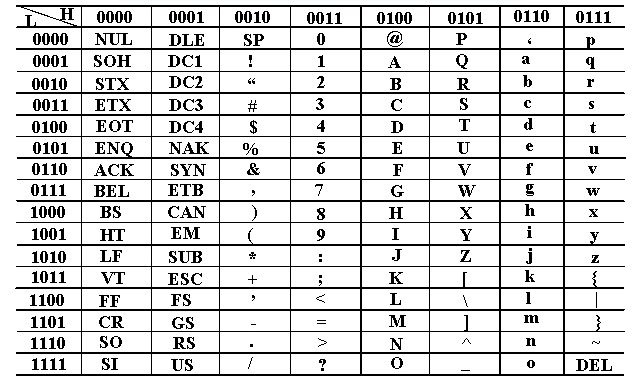 L H 0000 0001 0010 0011 0100 0101 0110 0111
0000 NUL DLE SP 0 @ P ‘ p
0001 SOH DC1 ! 1 A Q a q
0010 STX DC2 “ 2 B R b r
0011 ETX DC3 # 3 C S c s
0100 EOT DC4 $ 4 D T d t
0101 ENQ NAK % 5 E U e u
0110 ACK SYN & 6 F V f v
0111 BEL ETB ’ 7 G W g w
1000 BS CAN ) 8 H X h x
1001 HT EM ( 9 I Y i y
1010 LF SUB * : J Z j z
1011 VT ESC + ; K [ k {
1100 FF FS ’ < L \ l |
1101 CR GS - = M ] m }
1110 SO RS . > N ^ n ~
1111 SI US / ? O _ o DEL